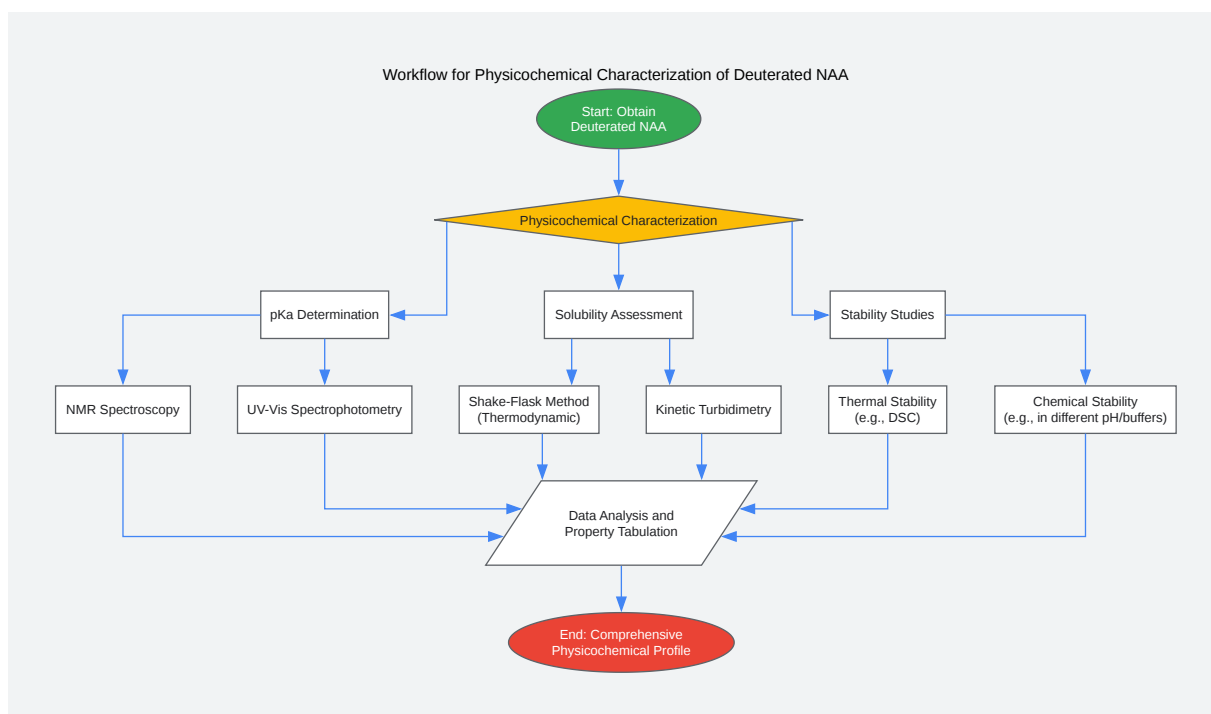 Workflow for Physicochemical Characterization of Deuterated NAA
Start: Obtain
Deuterated NAA
Physicochemical Characterization
pKa Determination
Solubility Assessment
Stability Studies
NMR Spectroscopy
UV-Vis Spectrophotometry
Shake-Flask Method
(Thermodynamic)
Kinetic Turbidimetry
Thermal Stability
(e.g., DSC)
Chemical Stability
(e.g., in different pH/buffers)
Data Analysis and
Property Tabulation
End: Comprehensive
Physicochemical Profile